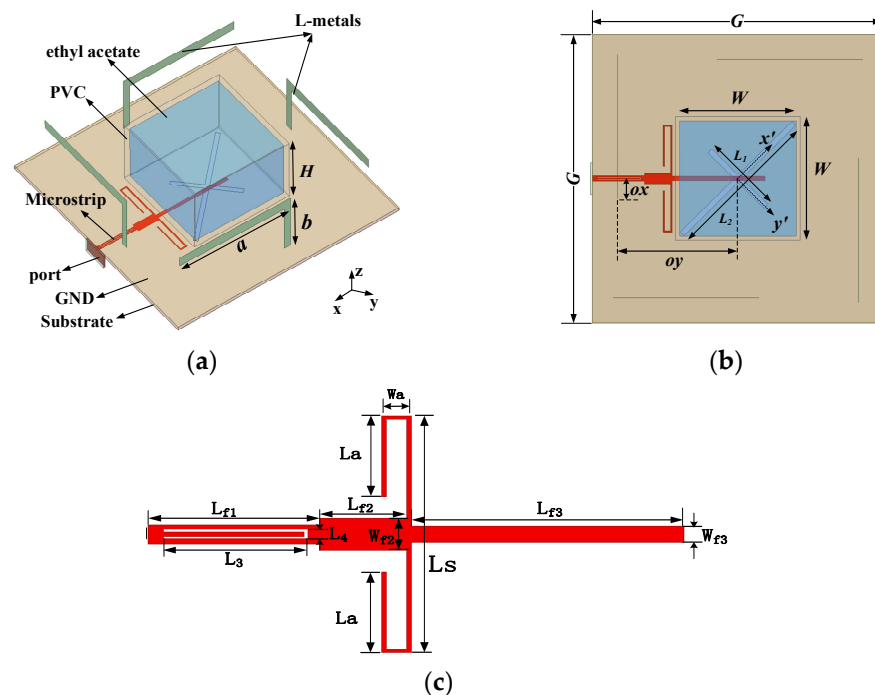 L-metals
ethyl acetate
PVC
H
Microstrip
b
a
port
GND
Substrate
z
x
y
(a)
G
W
x'
L1
G
ox
W
L2
y'
oy
(b)
Wa
La
Lf1
Lf2
Lf3
L4
Wf2
Wf3
L3
Ls
La
(c)